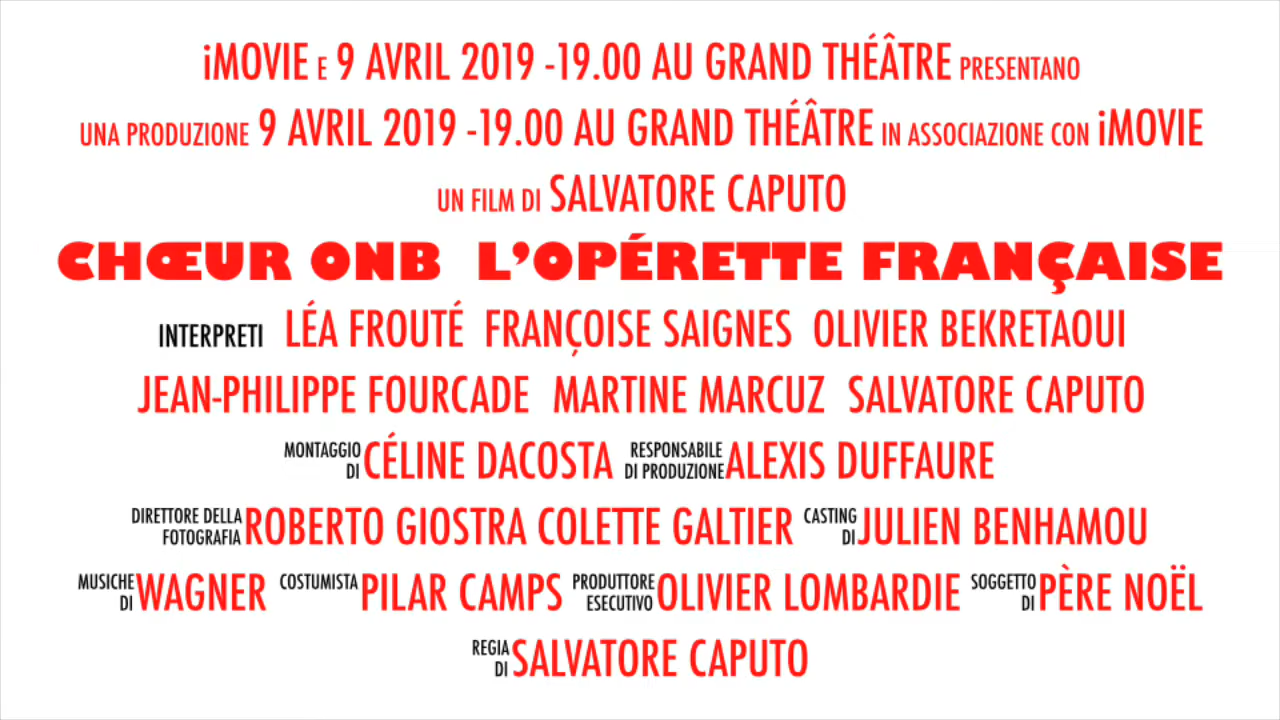 iMOVIE E 9 AVRIL 2019 -19.00 AU GRAND THÉÂTRE PRESENTANO
UNA PRODUZIONE 9 AVRIL 2019 -19.00 AU GRAND THÉÂTRE IN ASSOCIAZIONE CON iMOVIE
UN FILM DI SALVATORE CAPUTO
CHŒUR ONB L'OPÉRETTE FRANÇAISE
INTERPRETI LÉA FROUTÉ FRANÇOISE SAIGNES OLIVIER BEKRETAOUI
JEAN-PHILIPPE FOURCADE MARTINE MARCUZ SALVATORE CAPUTO
MONTAGGIO DI CÉLINE DACOSTA RESPONSABILE DI PRODUZIONE ALEXIS DUFFAURE
DIRETTORE DELLA FOTOGRAFIA ROBERTO GIOSTRA COLETTE GALTIER CASTING DI JULIEN BENHAMOU
MUSICHE DI WAGNER COSTUMISTA PILAR CAMPS PRODUTTORE ESECUTIVO OLIVIER LOMBARDIE SOGGETTO DI PÈRE NOËL
REGIA DI SALVATORE CAPUTO